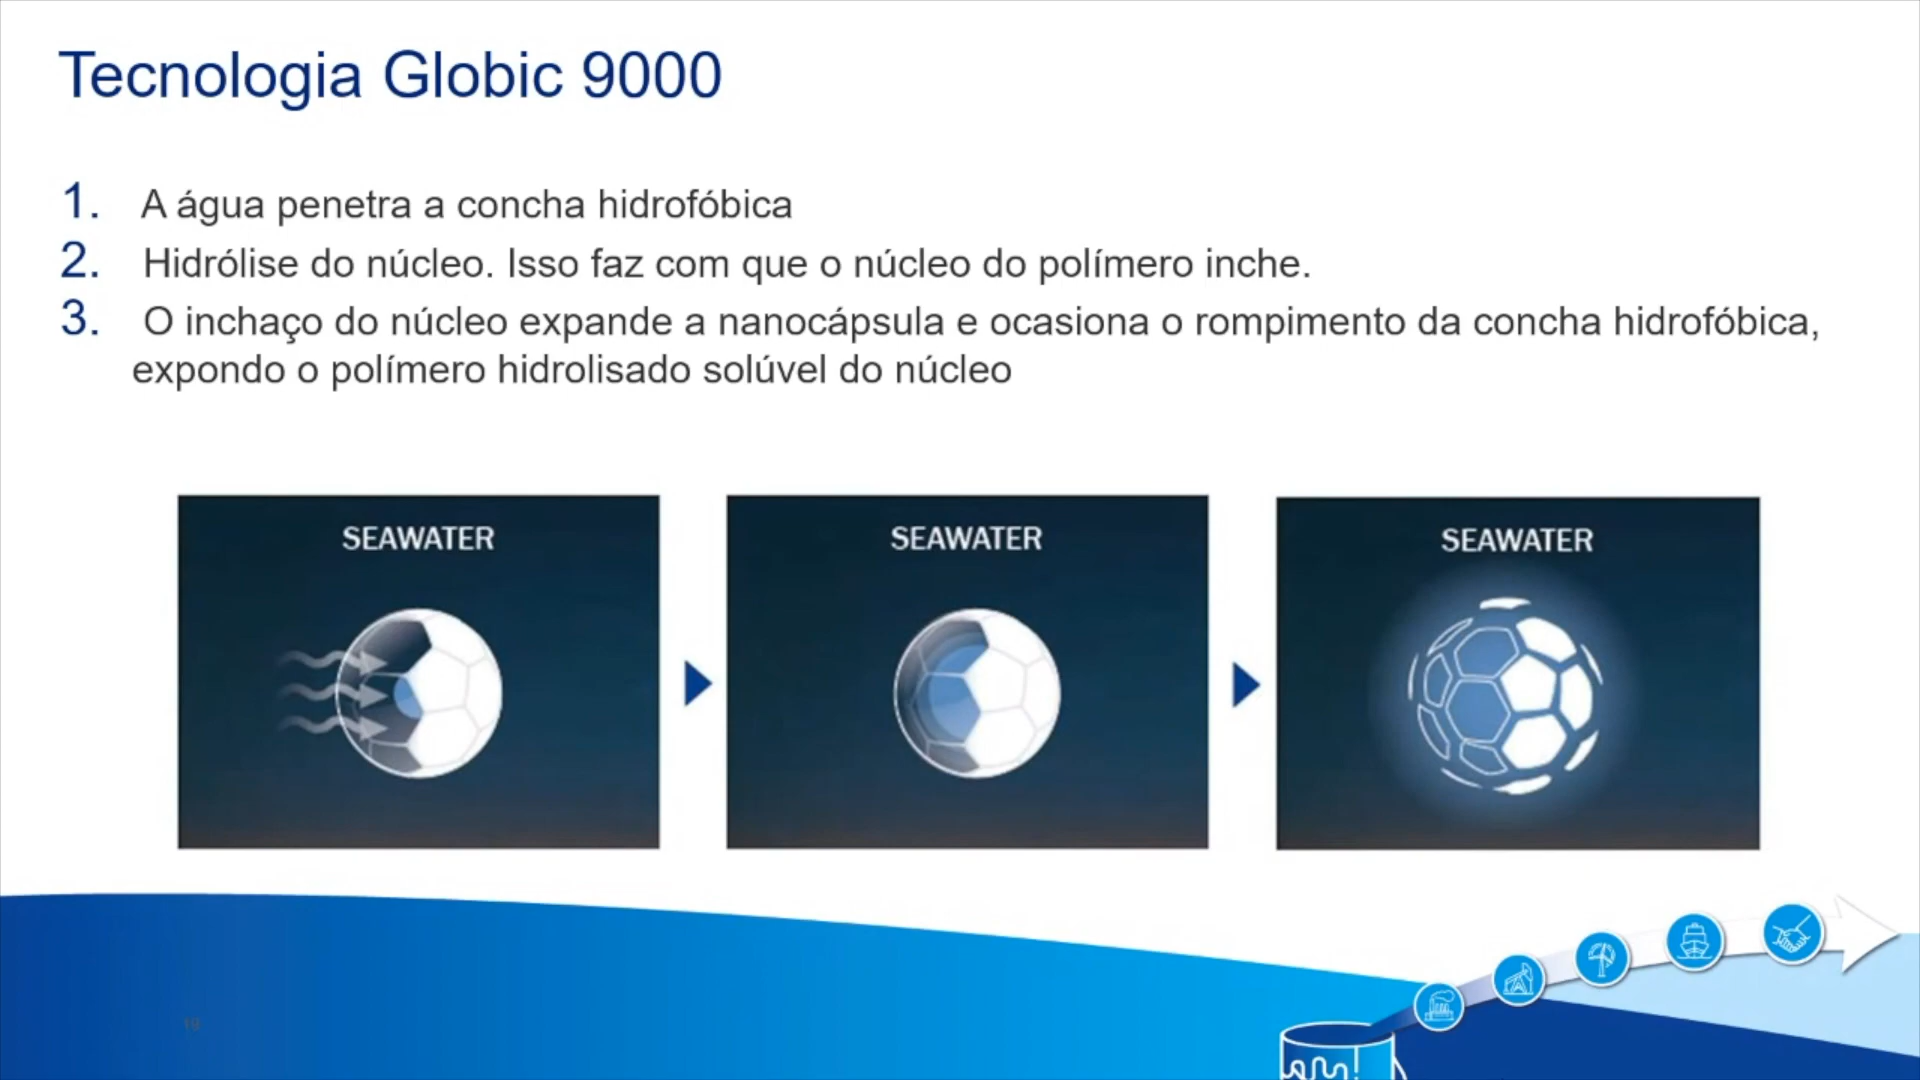 Tecnologia Globic 9000
1. A água penetra a concha hidrofóbica
2. Hidrólise do núcleo. Isso faz com que o núcleo do polímero inche.
3. O inchaço do núcleo expande a nanocápsula e ocasiona o rompimento da concha hidrofóbica,
expondo o polímero hidrolisado solúvel do núcleo
SEAWATER
SEAWATER
SEAWATER